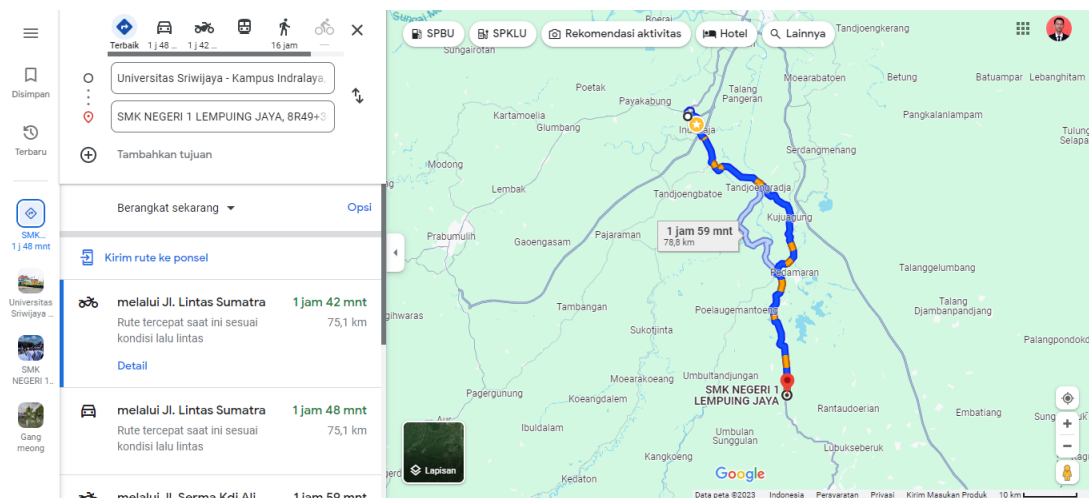 Terbaik
1 j 48 ...
1 j 42 ...
16 jam
—
Disimpan
Terbaru
SMK...
1 j 48 mnt
Universitas
Sriwijaya ...
SMK
NEGERI 1..
Gang
meong
Universitas Sriwijaya - Kampus Indralaya,
SMK NEGERI 1 LEMPUING JAYA, 8R49+3
Tambahkan tujuan
Berangkat sekarang
Opsi
Kirim rute ke ponsel
melalui Jl. Lintas Sumatra
1 jam 42 mnt
Rute tercepat saat ini sesuai
75,1 km
kondisi lalu lintas
Detail
melalui Jl. Lintas Sumatra
1 jam 48 mnt
Rute tercepat saat ini sesuai
75,1 km
kondisi lalu lintas
melalui Jl. Serma Kdi Ali
1 jam 59 mnt
SPBU
SPKLU
Rekomendasi aktivitas
Hotel
Lainnya
Sungairotan
Tandjoengkerang
Poetak
Payakabung
Talang
Pangeran
Moearabatoen
Betung
Batuampar
Lebanghitam
Kartamoelia
Glumbang
Pangkalanlampam
Tulung
Selapa
Serdangmenang
Modong
Lembak
Tandjoengbatoe
Tandjoengradja
Kujuagung
Prabumulih
Gaoengasam
Pajaraman
1 jam 59 mnt
78,8 km
Pedamaran
Talanggelumbang
Talang
Djambanpandjang
gihwaras
Tambangan
Poelaugemantoeng
Sukotjinta
Palangpondok
Moearakoeang
Umbultandjungan
SMK NEGERI 1
LEMPUING JAYA
Pagergunung
Koeangdalem
Rantaudoerian
Embatlang
Ibuldalam
Umbulan
Sunggulan
Lubukseberuk
Kangkoeng
Kedaton
Lapisan
Google
Data peta ©2023
Indonesia
Persyaratan
Privasi
Kirim Masukan Produk
10 km